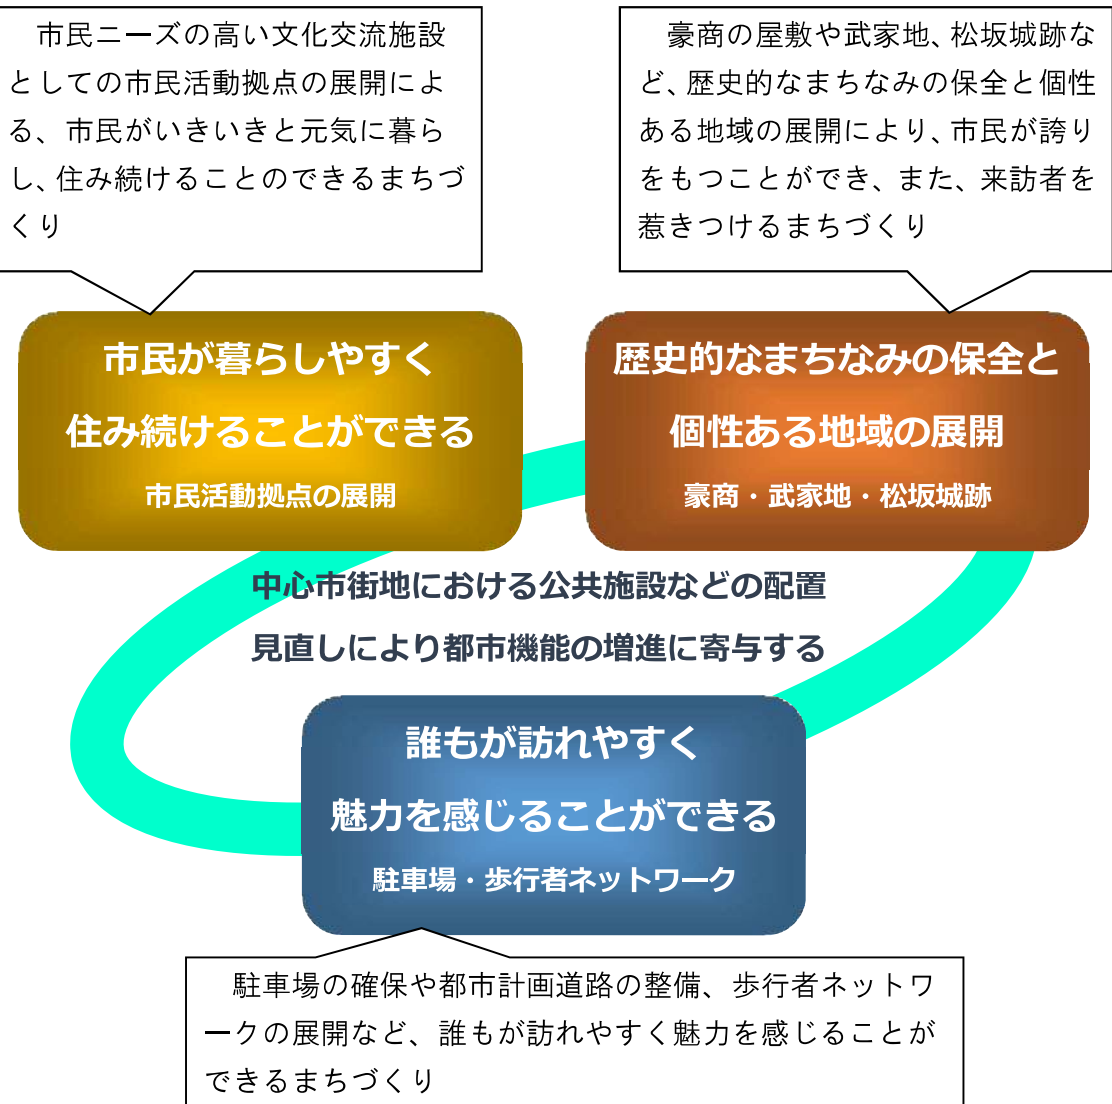 市民ニーズの高い文化交流施設
としての市民活動拠点の展開によ
る、市民がいきいきと元気に暮ら
し、住み続けることのできるまちづ
くり
豪商の屋敷や武家地、松坂城跡な
ど、歴史的なまちなみの保全と個性
ある地域の展開により、市民が誇り
をもつことができ、また、来訪者を
惹きつけるまちづくり
市民が暮らしやすく
住み続けることができる
市民活動拠点の展開
歴史的なまちなみの保全と
個性ある地域の展開
豪商・武家地・松坂城跡
中心市街地における公共施設などの配置
見直しにより都市機能の増進に寄与する
誰もが訪れやすく
魅力を感じることができる
駐車場・歩行者ネットワーク
駐車場の確保や都市計画道路の整備、歩行者ネットワ
ークの展開など、誰もが訪れやすく魅力を感じることが
できるまちづくり